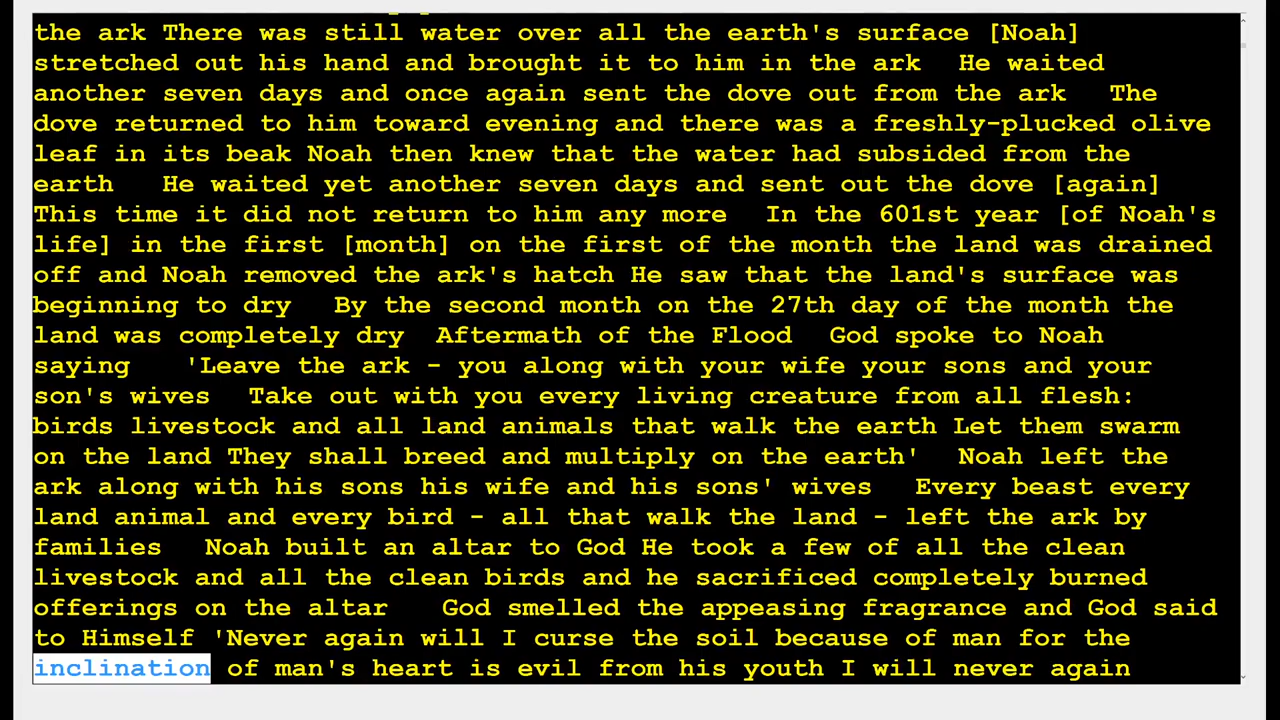 the ark There was still water over all the earth's surface [Noah]
stretched out his hand and brought it to him in the ark He waited
another seven days and once again sent the dove out from the ark The
dove returned to him toward evening and there was a freshly-plucked olive
leaf in its beak Noah then knew that the water had subsided from the
earth He waited yet another seven days and sent out the dove [again]
This time it did not return to him any more In the 601st year [of Noah's
life] in the first [month] on the first of the month the land was drained
off and Noah removed the ark's hatch He saw that the land's surface was
beginning to dry By the second month on the 27th day of the month the
land was completely dry Aftermath of the Flood God spoke to Noah
saying 'Leave the ark - you along with your wife your sons and your
son's wives Take out with you every living creature from all flesh:
birds livestock and all land animals that walk the earth Let them swarm
on the land They shall breed and multiply on the earth' Noah left the
ark along with his sons his wife and his sons' wives Every beast every
land animal and every bird - all that walk the land - left the ark by
families Noah built an altar to God He took a few of all the clean
livestock and all the clean birds and he sacrificed completely burned
offerings on the altar God smelled the appeasing fragrance and God said
to Himself 'Never again will I curse the soil because of man for the
inclination of man's heart is evil from his youth I will never again